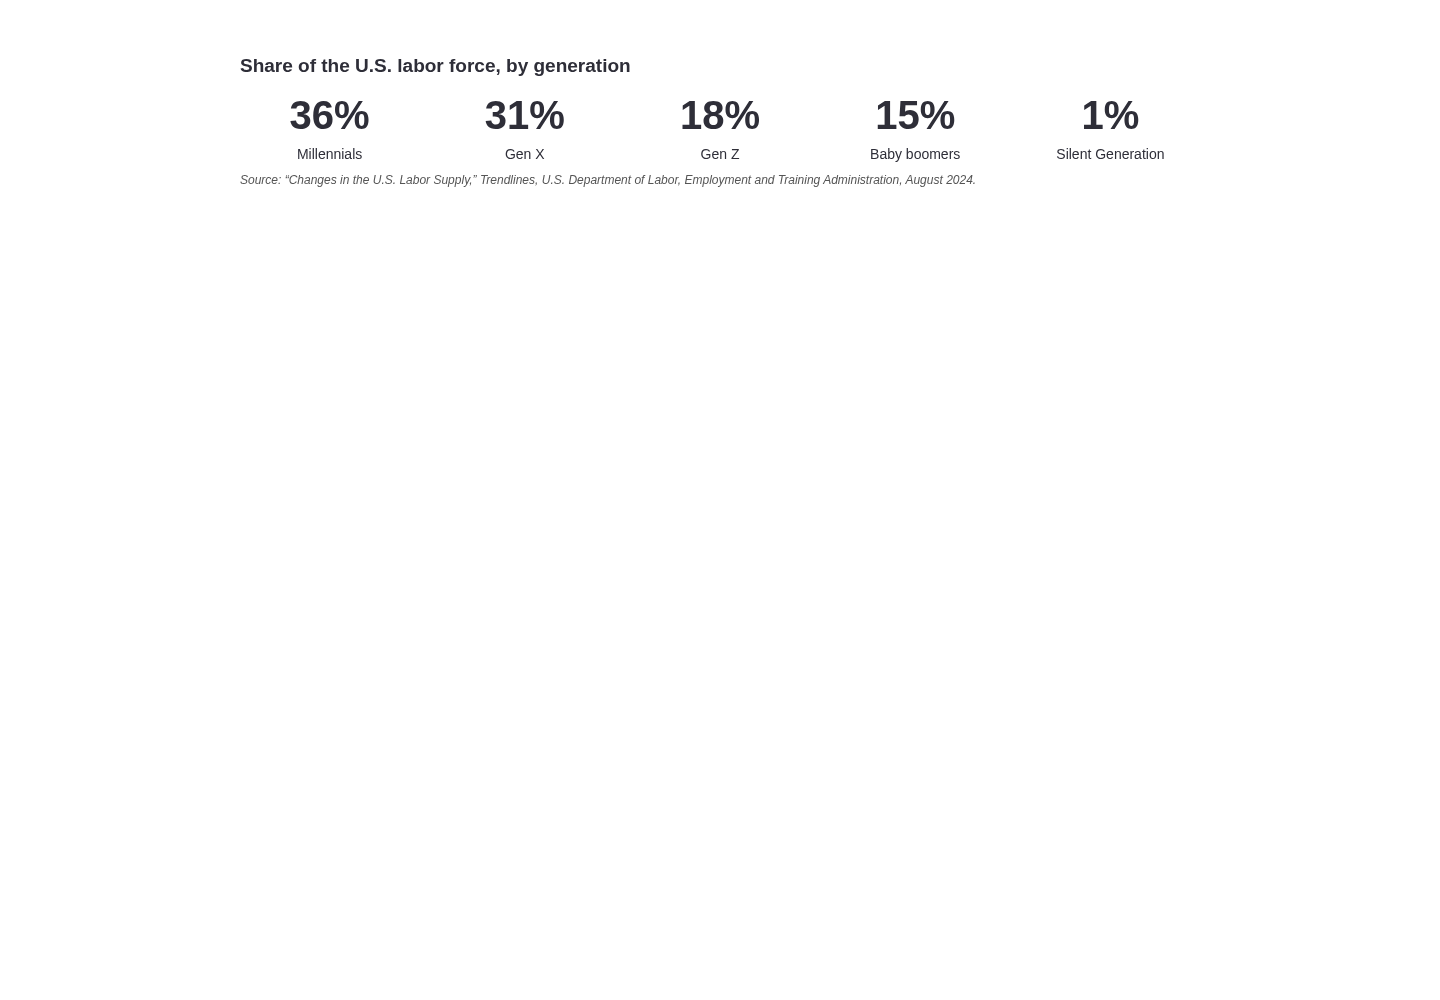 Share of the U.S. labor force, by generation
36% 31% 18% 15% 1%
Millennials Gen X Gen Z Baby boomers Silent Generation
Source: “Changes in the U.S. Labor Supply,” Trendlines, U.S. Department of Labor, Employment and Training Administration, August 2024.